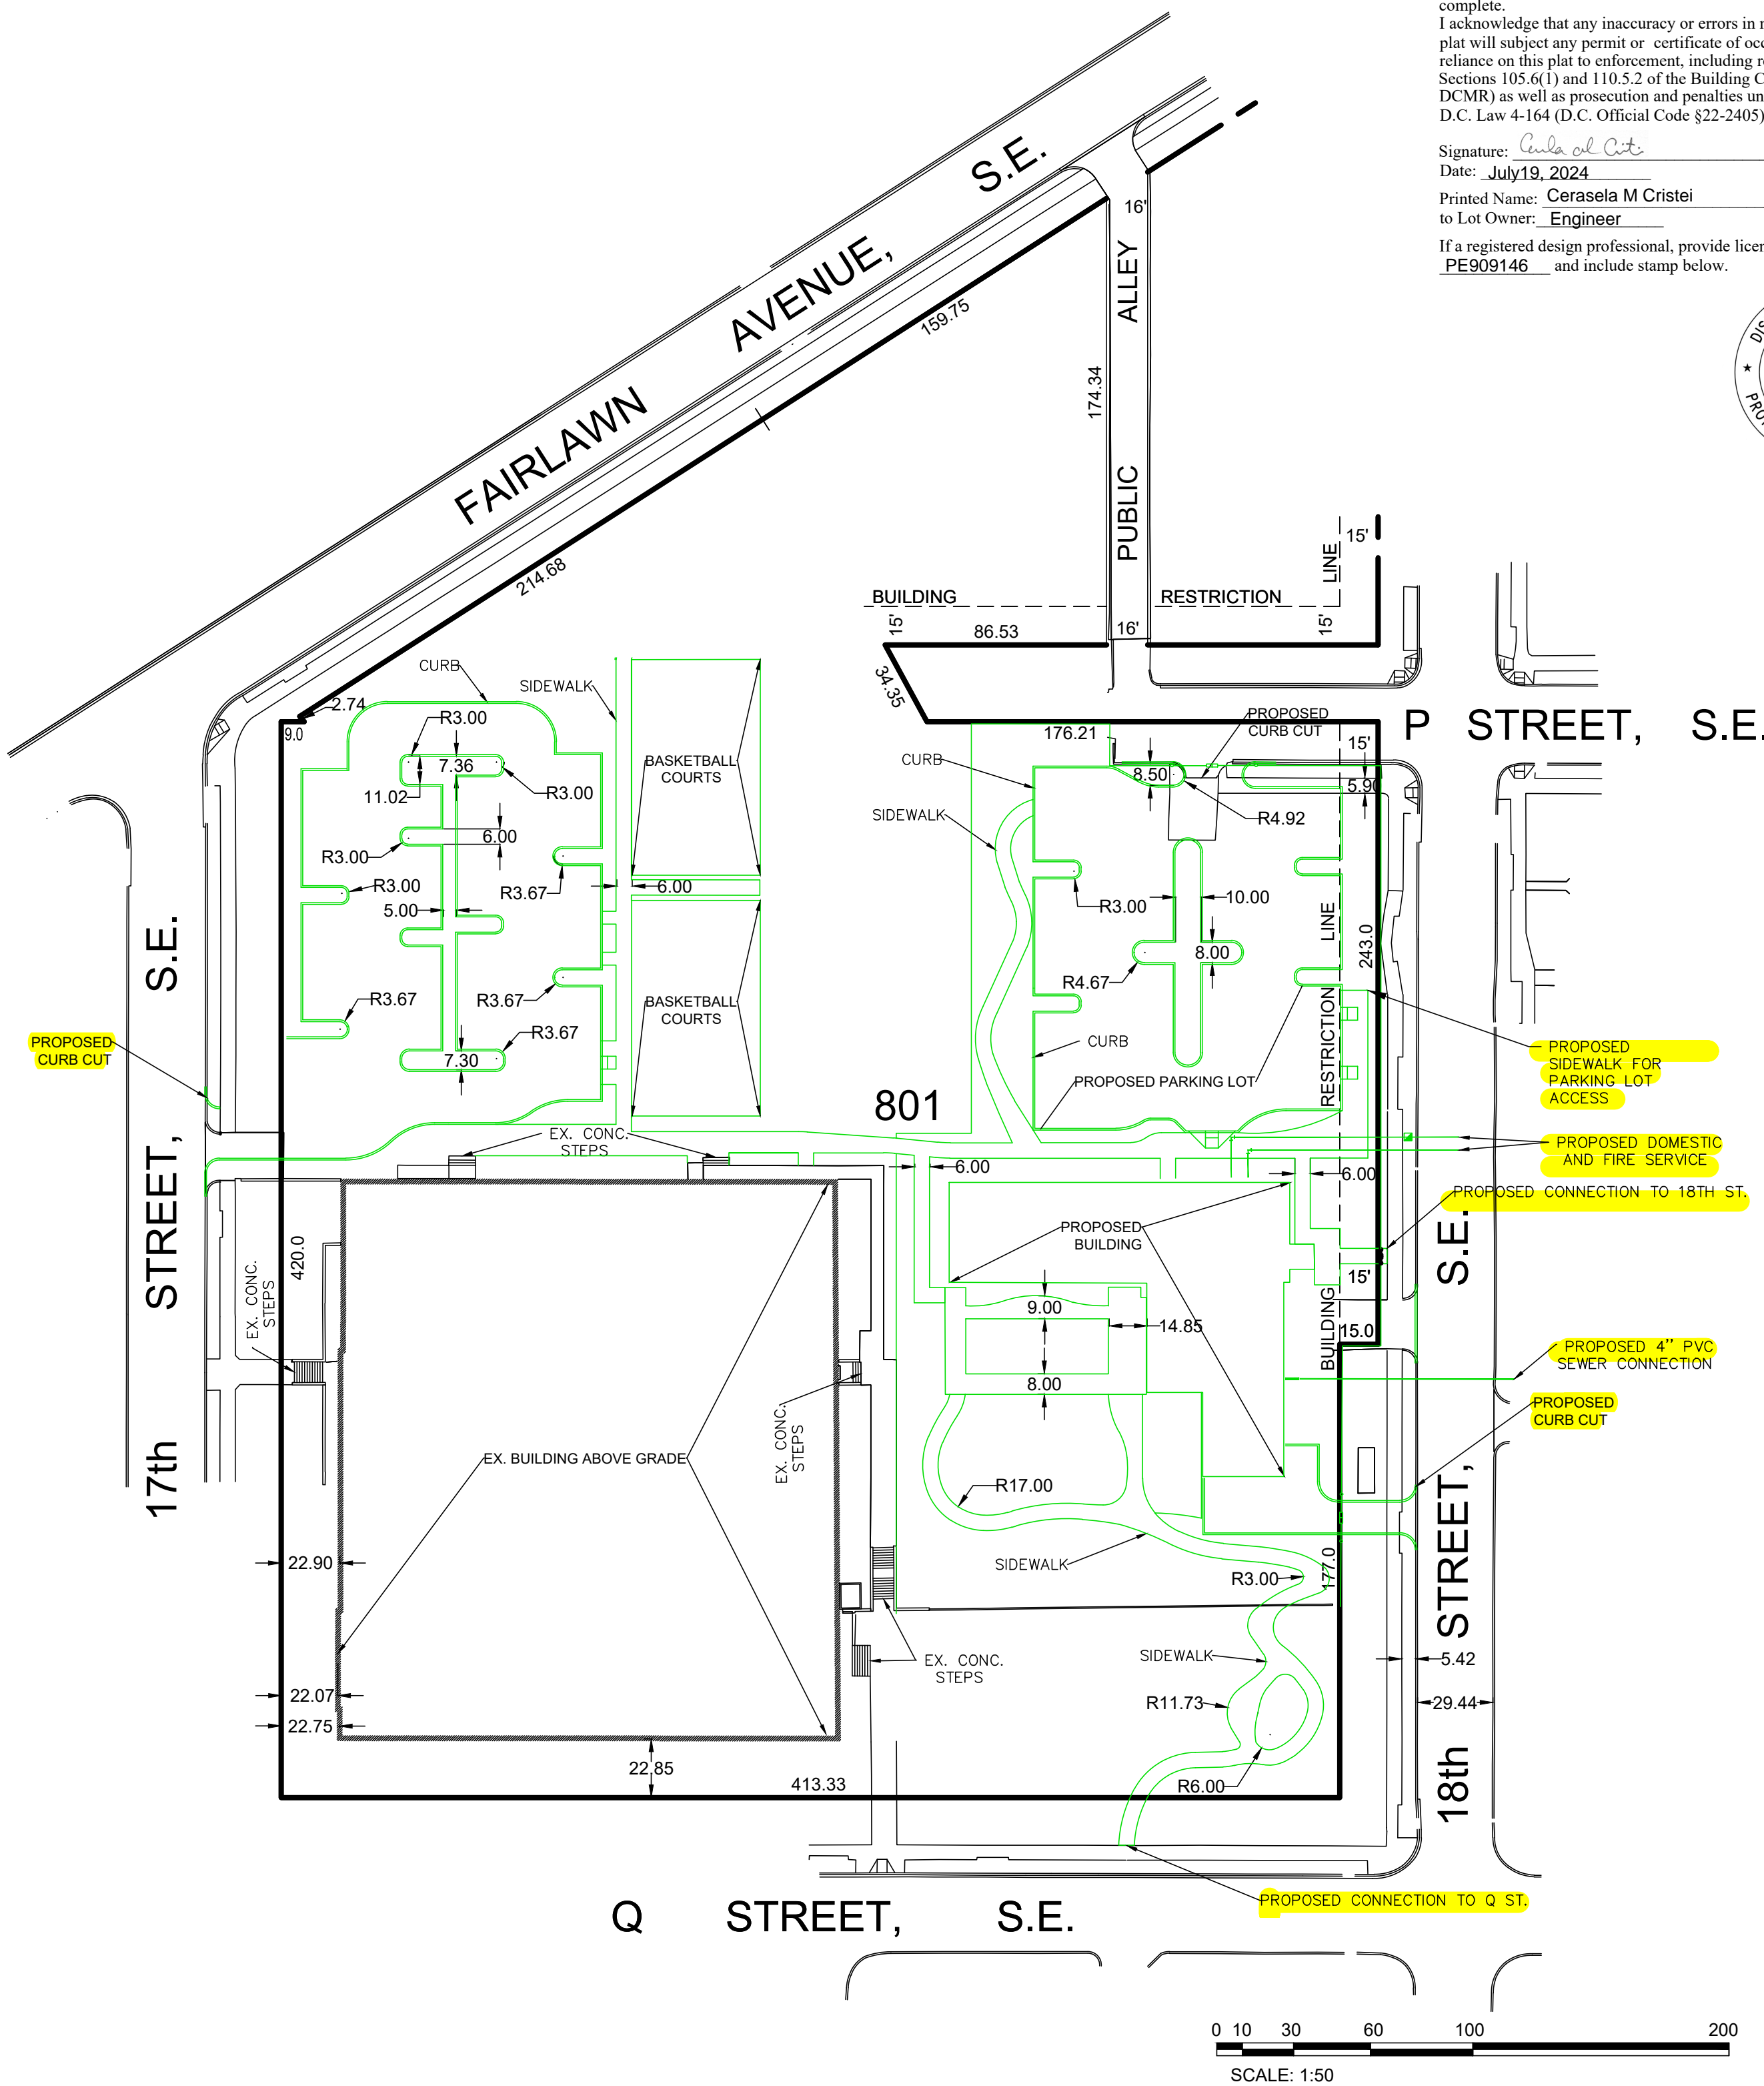 complete.
I acknowledge that any inaccuracy or errors in
plat will subject any permit or certificate of
reliance on this plat to enforcement, including
Sections 105.6(1) and 110.5.2 of the Building
DCMR) as well as prosecution and penalties
D.C. Law 4-164 (D.C. Official Code §22-2405)
Signature:
Date: July19, 2024
Printed Name: Cerasela M Cristei
to Lot Owner: Engineer
If a registered design professional, provide
PE909146 and include stamp below.
FAIRLAWN AVENUE, S.E.
16'
PUBLIC ALLEY
159.75
174.34
214.68
15'
LINE
BUILDING RESTRICTION
15'
86.53
16'
15'
34.35
CURB
SIDEWALK
2.74
9.0
R3.00
7.36
11.02
R3.00
6.00
R3.00
R3.00
R3.67
5.00
6.00
R3.67
R3.67
R3.67
7.30
BASKETBALL
COURTS
BASKETBALL
COURTS
P STREET, S.E.
PROPOSED
CURB CUT
176.21
15'
CURB
8.50
5.90
SIDEWALK
R4.92
R3.00
10.00
8.00
R4.67
LINE
243.0
RESTRICTION
CURB
PROPOSED PARKING LOT
801
17th STREET, S.E.
PROPOSED
CURB CUT
PROPOSED
SIDEWALK FOR
PARKING LOT
ACCESS
PROPOSED DOMESTIC
AND FIRE SERVICE
PROPOSED CONNECTION TO 18TH ST.
EX. CONC.
STEPS
6.00
6.00
420.0
EX. CONC.
STEPS
PROPOSED
BUILDING
15'
BUILDING
15.0
9.00
14.85
8.00
PROPOSED 4'' PVC
SEWER CONNECTION
PROPOSED
CURB CUT
EX. CONC.
STEPS
EX. BUILDING ABOVE GRADE
R17.00
SIDEWALK
R3.00
177.0
22.90
18th STREET, S.E.
EX. CONC.
STEPS
SIDEWALK
5.42
22.07
R11.73
29.44
22.75
22.85
413.33
R6.00
PROPOSED CONNECTION TO Q ST.
Q STREET, S.E.
0 10 30 60 100 200
SCALE: 1:50